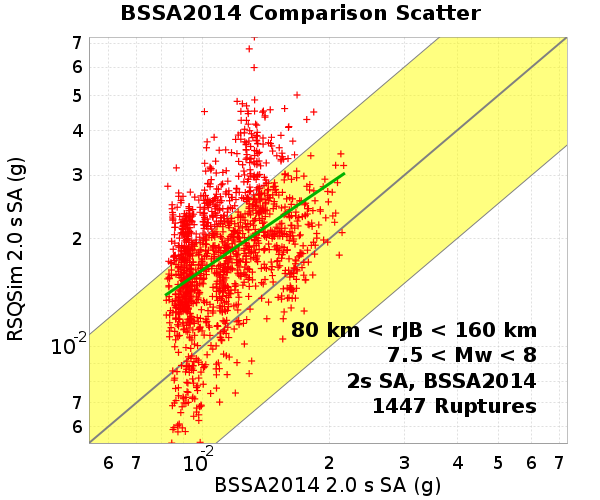 BSSA2014 Comparison Scatter
7
6
5
4
3
2
10-2
7
6
RSQSim 2.0 s SA (g)
80 km < rJB < 160 km
7.5 < Mw < 8
2s SA, BSSA2014
1447 Ruptures
6 7 10-2 2 3 4 5 6 7
BSSA2014 2.0 s SA (g)